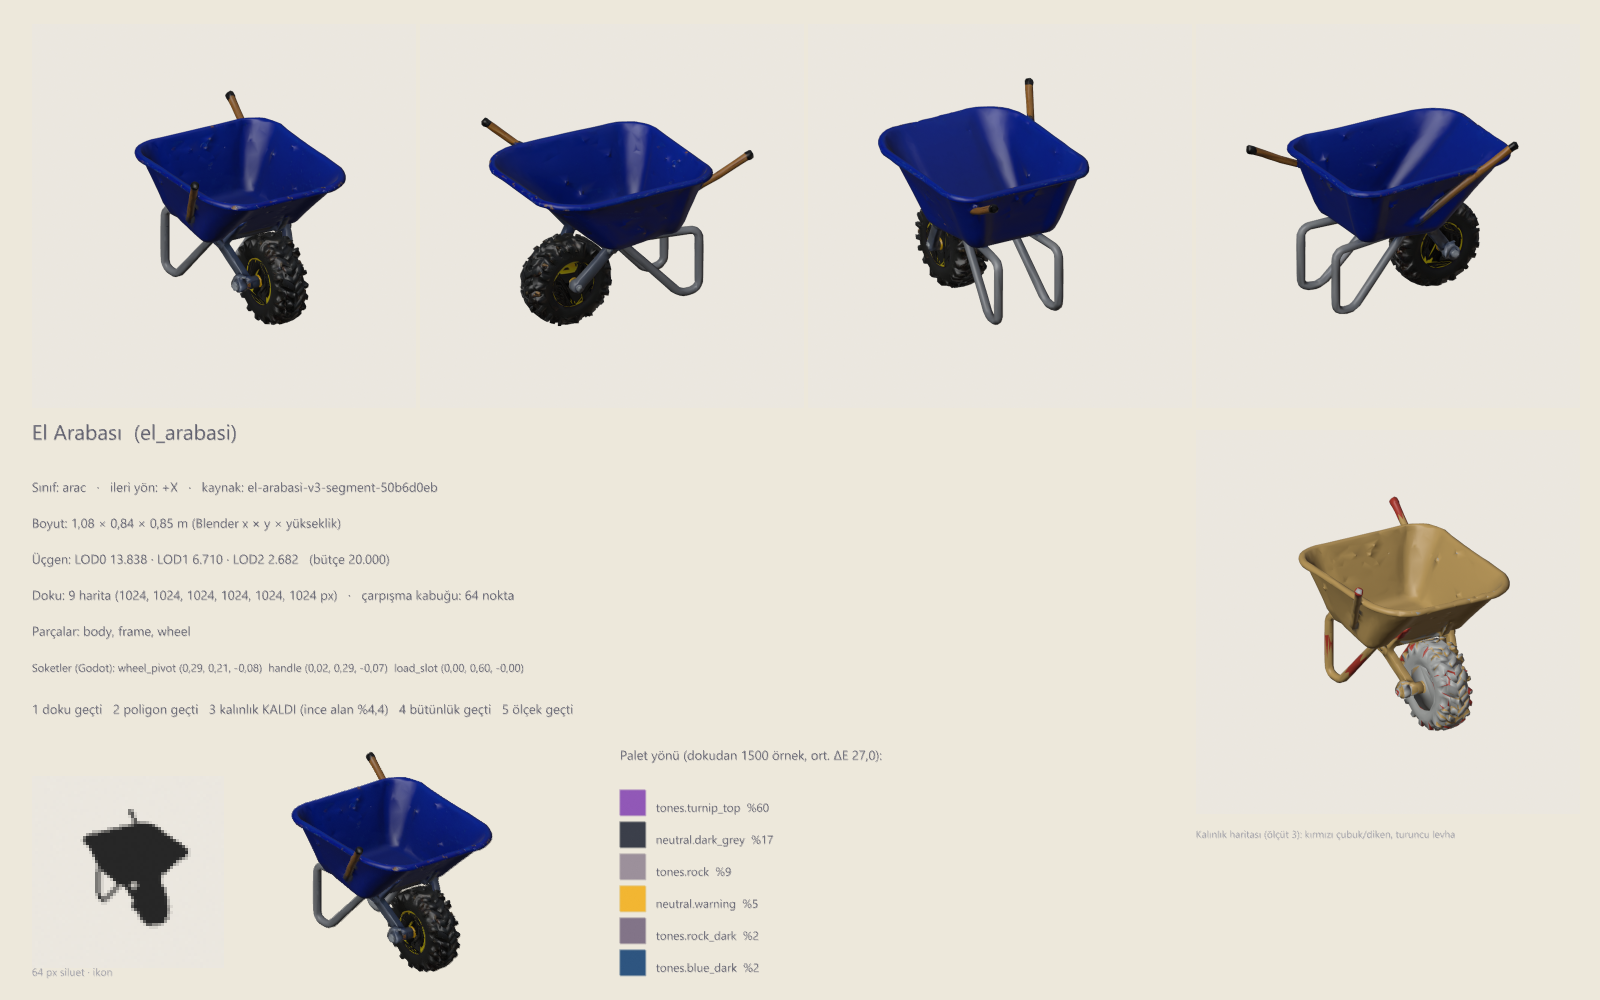 El Arabası (el_arabasi)
Sınıf: arac · ileri yön: +X · kaynak: el-arabasi-v3-segment-50b6d0eb
Boyut: 1,08 × 0,84 × 0,85 m (Blender x × y × yükseklik)
Üçgen: LOD0 13.838 · LOD1 6.710 · LOD2 2.682 (bütçe 20.000)
Doku: 9 harita (1024, 1024, 1024, 1024, 1024, 1024 px) · çarpışma kabuğu: 64 nokta
Parçalar: body, frame, wheel
Soketler (Godot): wheel_pivot (0,29, 0,21, -0,08) handle (0,02, 0,29, -0,07) load_slot (0,00, 0,60, -0,00)
1 doku geçti 2 poligon geçti 3 kalınlık KALDI (ince alan %4,4) 4 bütünlük geçti 5 ölçek geçti
Palet yönü (dokudan 1500 örnek, ort. ΔE 27,0):
tones.turnip_top %60
neutral.dark_grey %17
tones.rock %9
neutral.warning %5
tones.rock_dark %2
tones.blue_dark %2
Kalınlık haritası (ölçüt 3): kırmızı çubuk/diken, turuncu levha
64 px siluet · ikon